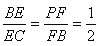 BE/EC = PF/FB = 1/2